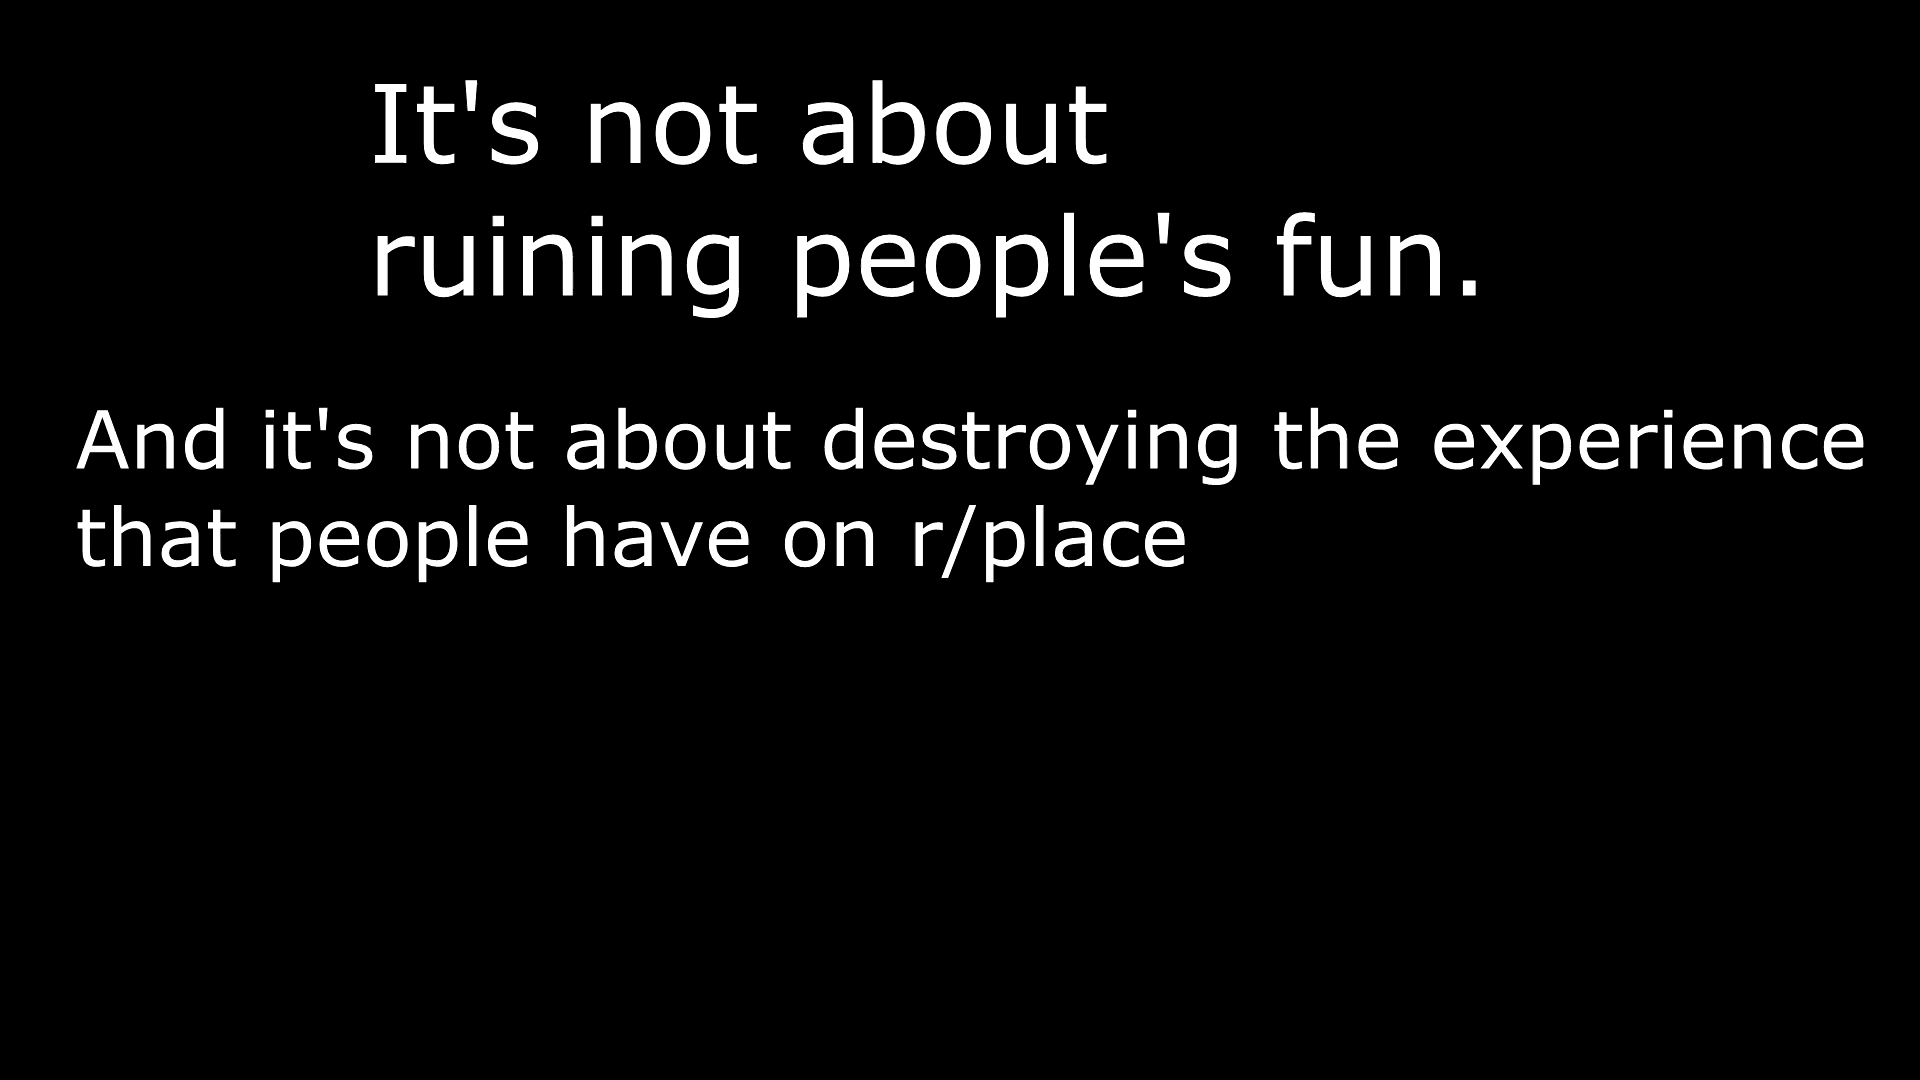 It's not about
ruining people's fun.
And it's not about destroying the experience
that people have on r/place